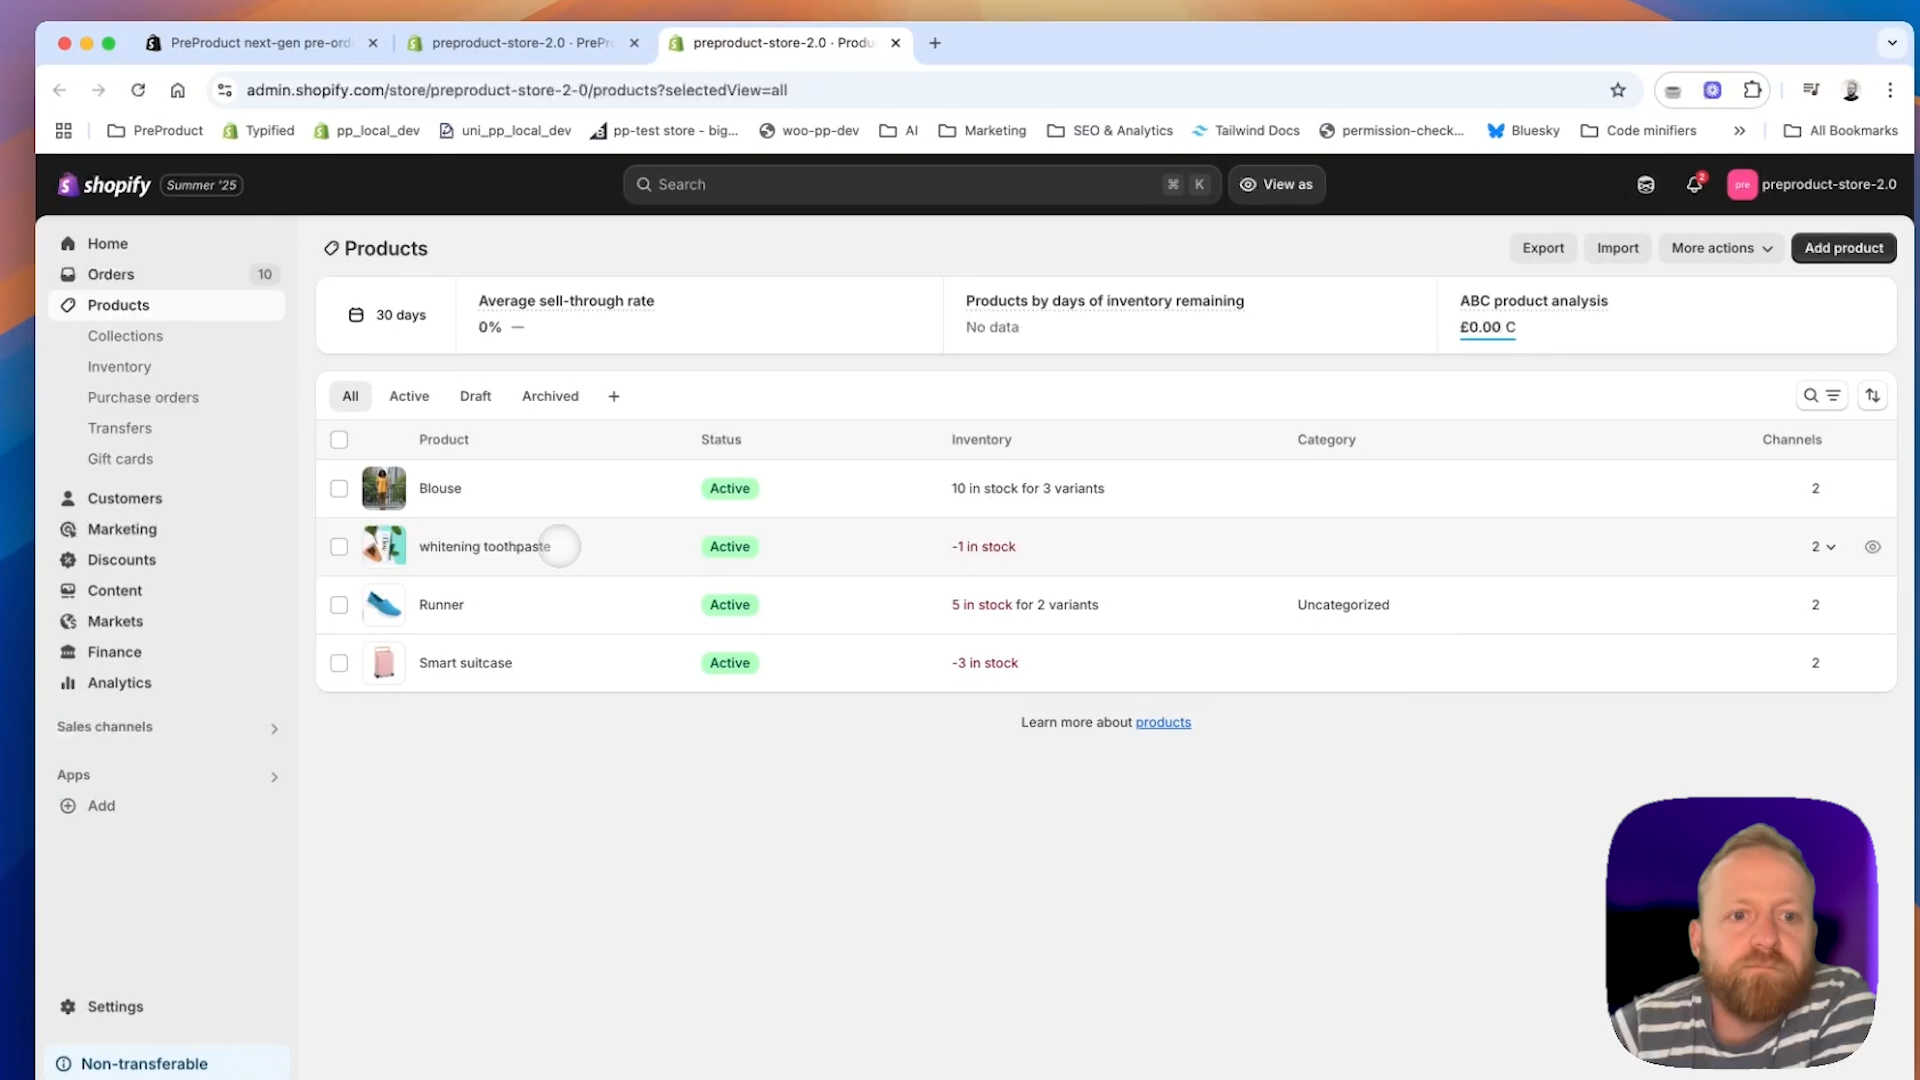 PreProduct next-gen pre-ord
preproduct-store-2.0 · PrePr
preproduct-store-2.0 · Produ
admin.shopify.com/store/preproduct-store-2-0/products?selectedView=all
PreProduct
Typified
pp_local_dev
uni_pp_local_dev
pp-test store - big...
woo-pp-dev
AI
Marketing
SEO & Analytics
Tailwind Docs
permission-check...
Bluesky
Code minifiers
All Bookmarks
shopify
Summer '25
Search
⌘ K
View as
2
pre
preproduct-store-2.0
Home
Orders 10
Products
Collections
Inventory
Purchase orders
Transfers
Gift cards
Customers
Marketing
Discounts
Content
Markets
Finance
Analytics
Sales channels
Apps
Add
Settings
Non-transferable
Products
Export
Import
More actions
Add product
30 days
Average sell-through rate
0% —
Products by days of inventory remaining
No data
ABC product analysis
£0.00 C
All
Active
Draft
Archived
Product Status Inventory Category Channels
Blouse Active 10 in stock for 3 variants 2
whitening toothpaste Active -1 in stock 2
Runner Active 5 in stock for 2 variants Uncategorized 2
Smart suitcase Active -3 in stock 2
Learn more about products